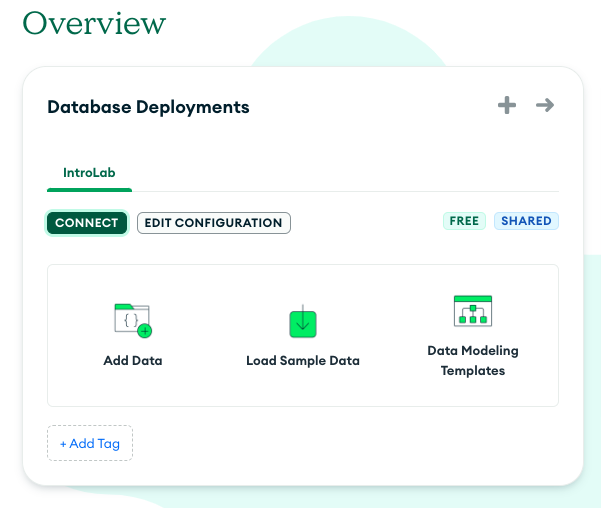 Overview
Database Deployments
IntroLab
CONNECT
EDIT CONFIGURATION
FREE
SHARED
{ }
Add Data
Load Sample Data
Data Modeling
Templates
+ Add Tag